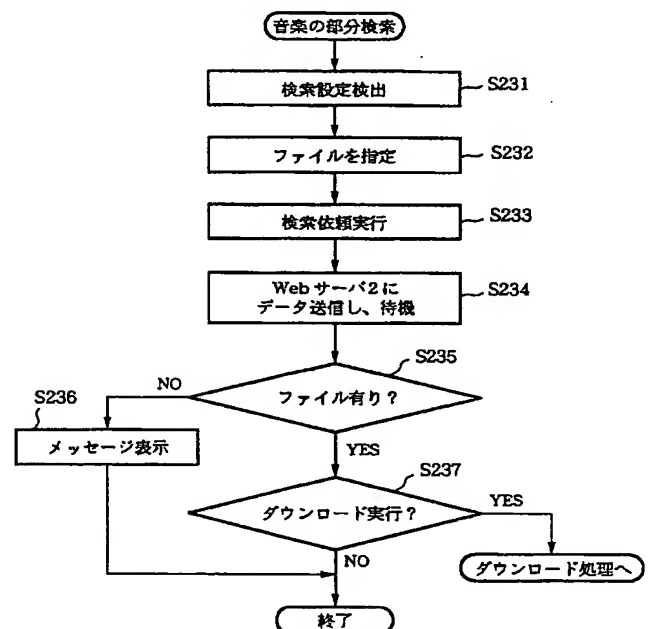 音楽の部分検索
検索設定検出
S231
ファイルを指定
S232
検索依頼実行
S233
Webサーバ2に
データ送信し、待機
S234
S235
ファイル有り？
NO
S236
メッセージ表示
YES
S237
ダウンロード実行？
YES
ダウンロード処理へ
NO
終了